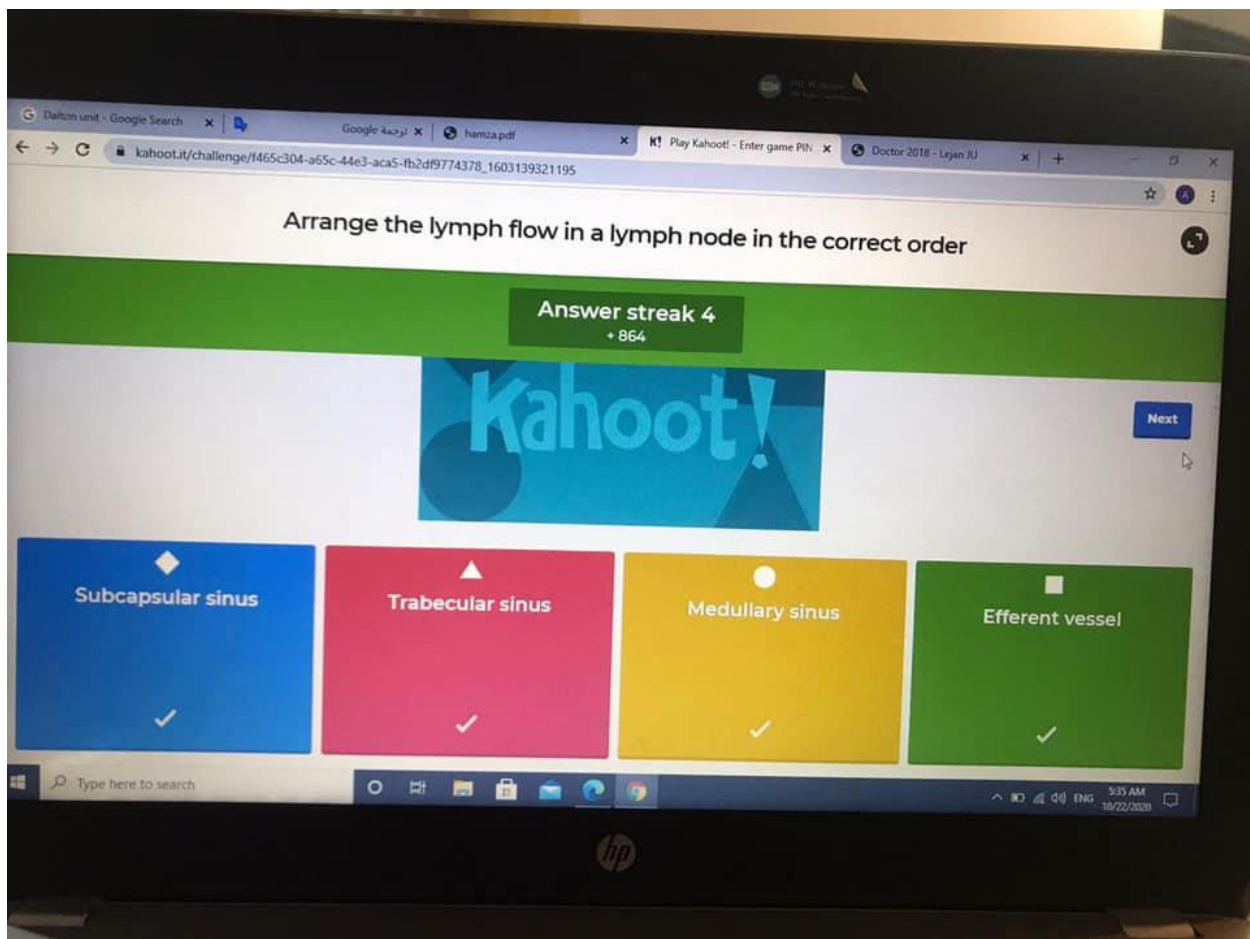 Dalton unit - Google Search
ترجمة Google
hamza.pdf
Play Kahoot! - Enter game PIN
Doctor 2018 - Lejan JU
kahoot.it/challenge/f465c304-a65c-44e3-aca5-fb2df9774378_1603139321195
A
Arrange the lymph flow in a lymph node in the correct order
Answer streak 4
+ 864
Kahoot!
Next
Subcapsular sinus
Trabecular sinus
Medullary sinus
Efferent vessel
Type here to search
ENG
5:35 AM
10/22/2020
hp